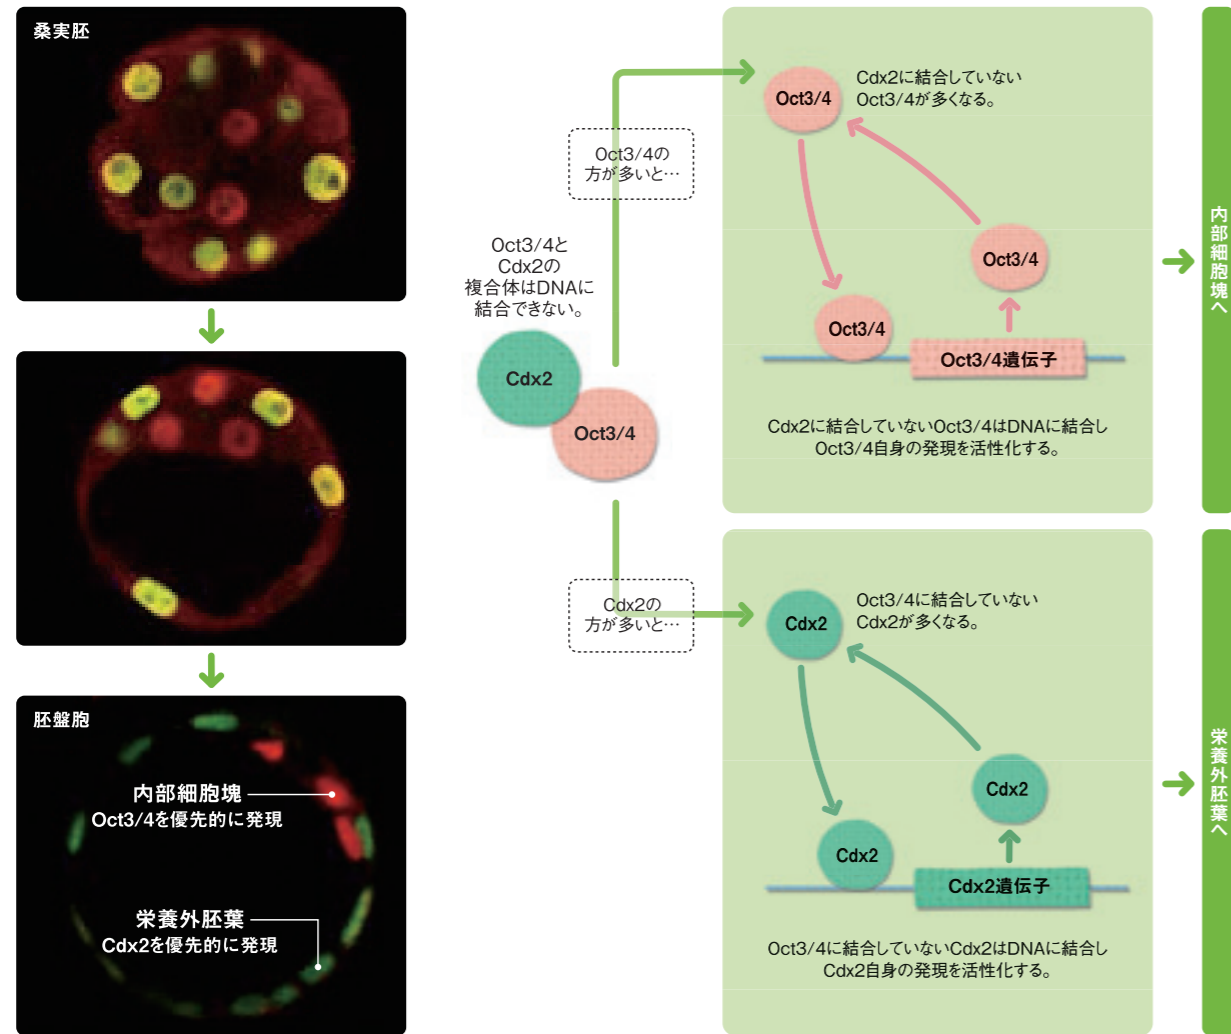 桑実胚
胚盤胞
内部細胞塊
Oct3/4を優先的に発現
栄養外胚葉
Cdx2を優先的に発現
Oct3/4と
Cdx2の
複合体はDNAに
結合できない。
Cdx2
Oct3/4
Oct3/4の
方が多いと…
Oct3/4
Cdx2に結合していない
Oct3/4が多くなる。
Oct3/4
Oct3/4
Oct3/4遺伝子
Cdx2に結合していないOct3/4はDNAに結合し
Oct3/4自身の発現を活性化する。
内部細胞塊へ
Cdx2の
方が多いと…
Cdx2
Oct3/4に結合していない
Cdx2が多くなる。
Cdx2
Cdx2
Cdx2遺伝子
Oct3/4に結合していないCdx2はDNAに結合し
Cdx2自身の発現を活性化する。
栄養外胚葉へ